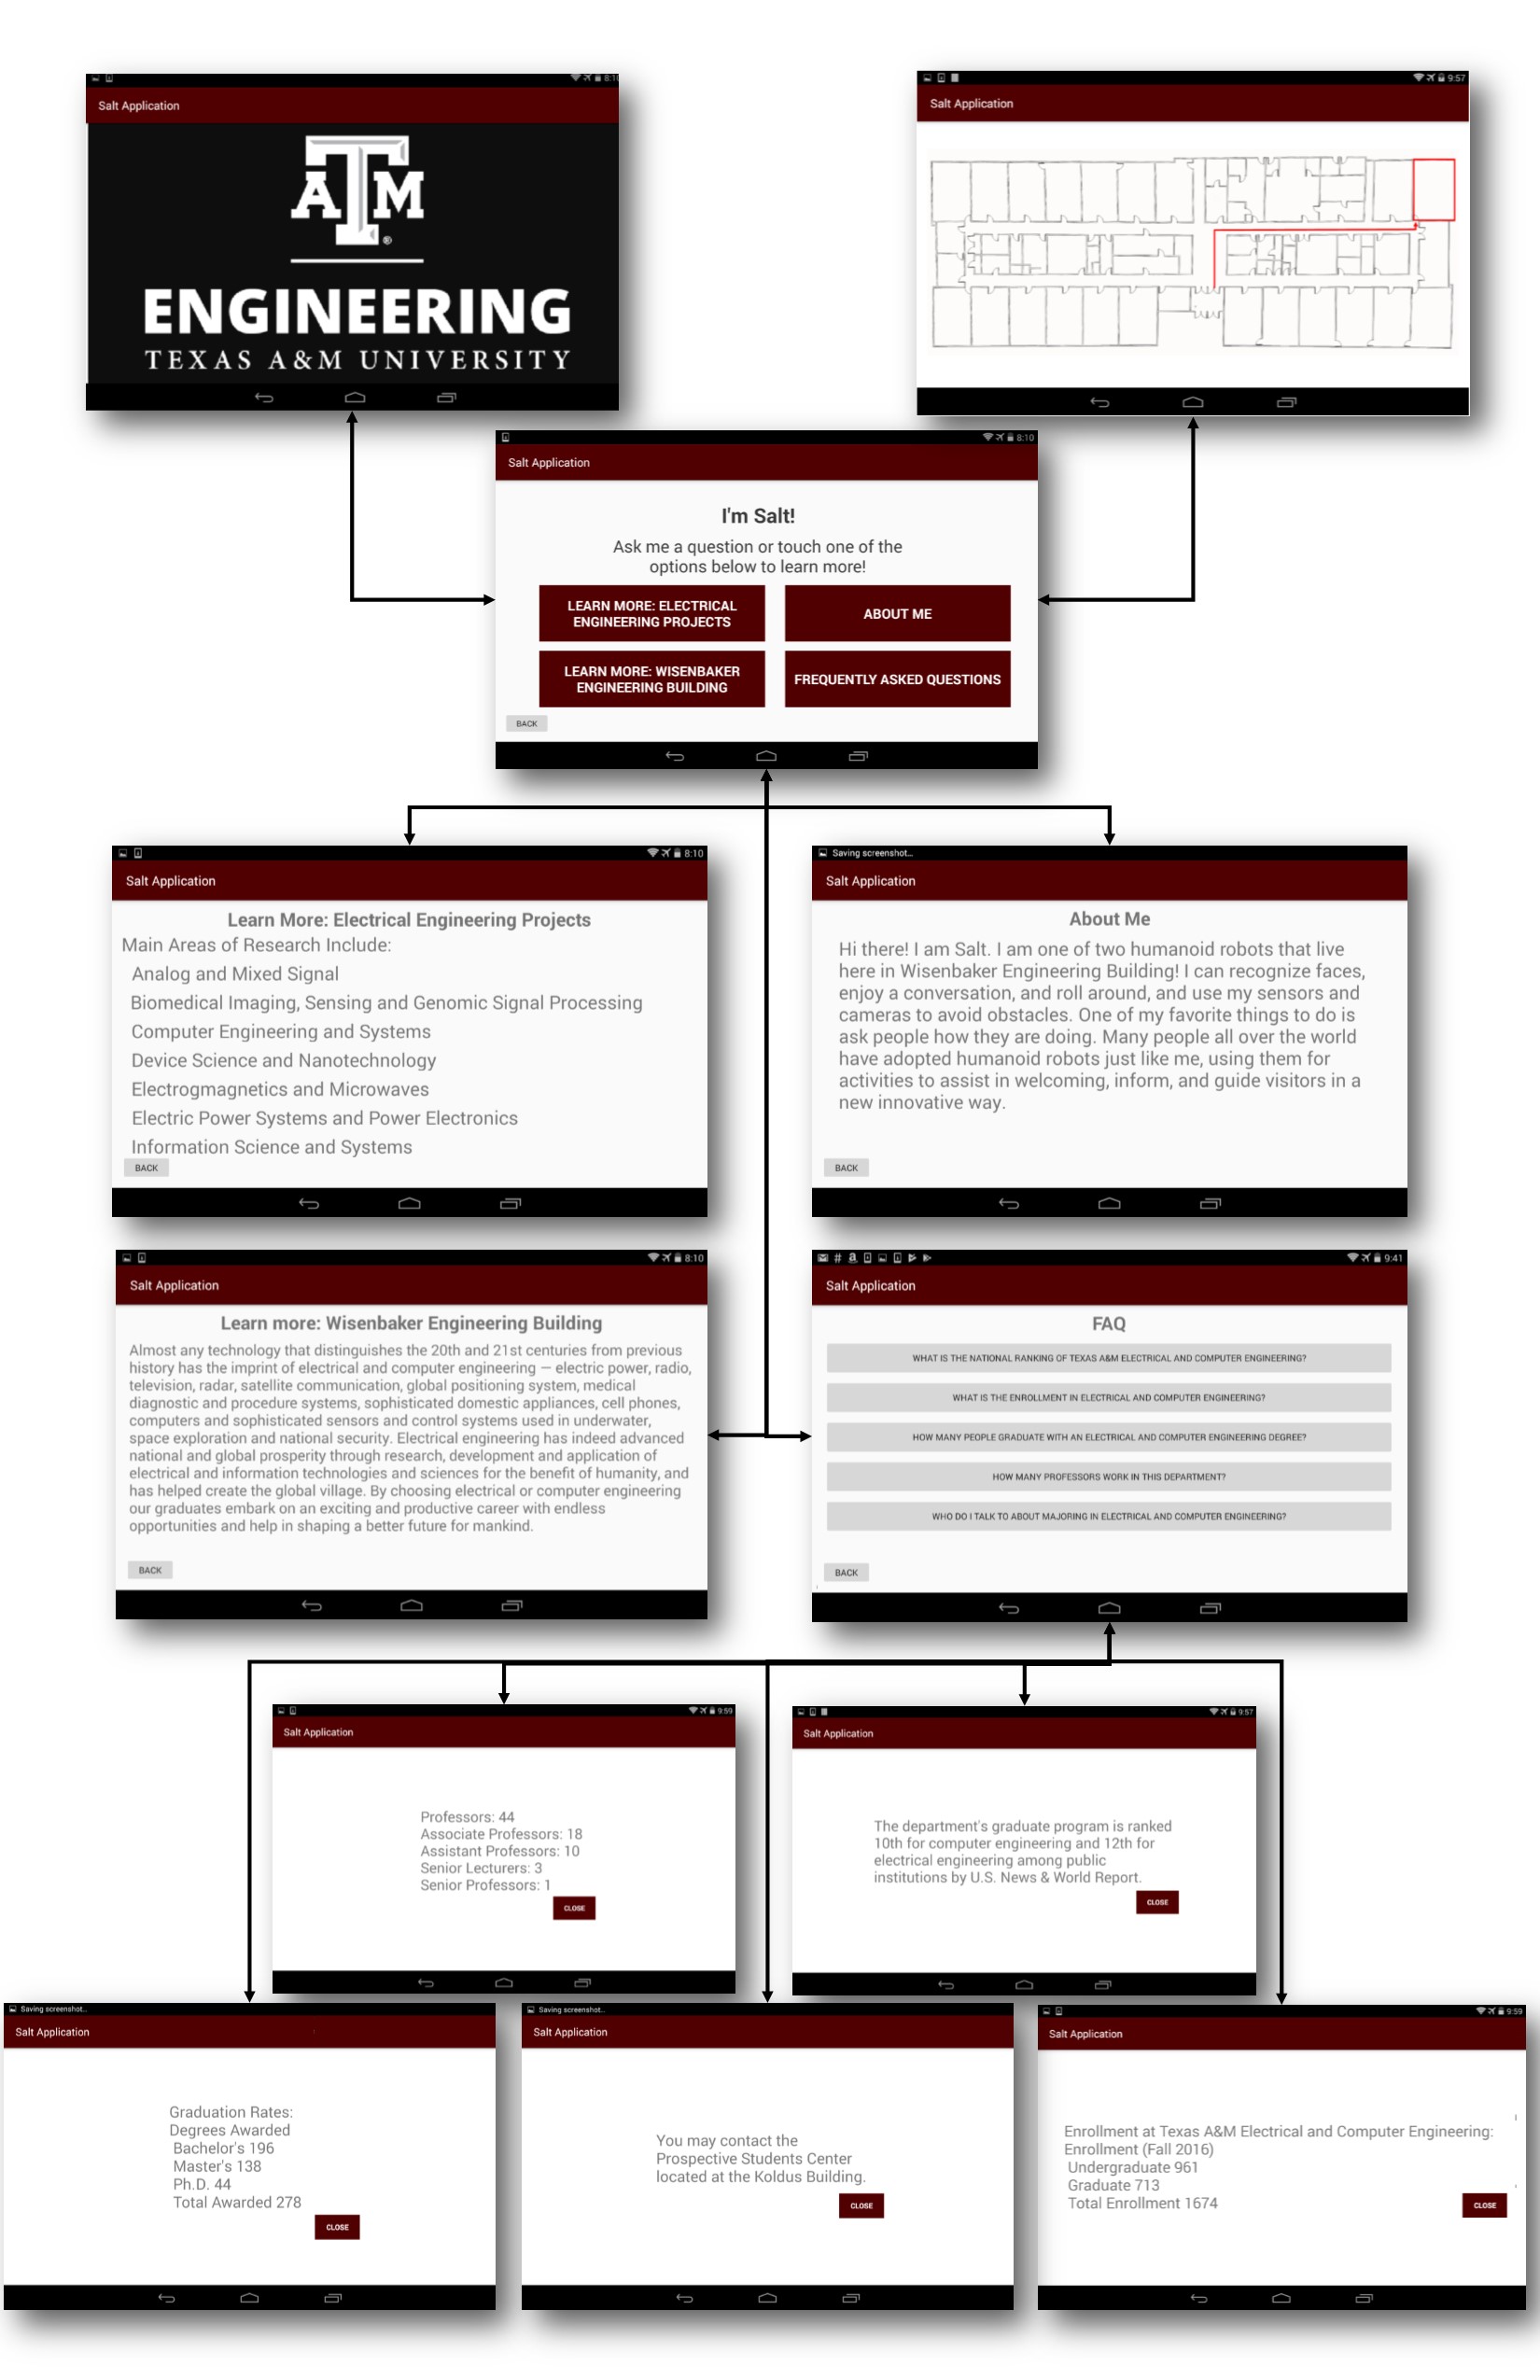 8:10
Salt Application
ATM
®
ENGINEERING
TEXAS A&M UNIVERSITY
9:57
Salt Application
8:10
Salt Application
I'm Salt!
Ask me a question or touch one of the
options below to learn more!
LEARN MORE: ELECTRICAL
ENGINEERING PROJECTS
ABOUT ME
LEARN MORE: WISENBAKER
ENGINEERING BUILDING
FREQUENTLY ASKED QUESTIONS
BACK
8:10
Salt Application
Learn More: Electrical Engineering Projects
Main Areas of Research Include:
Analog and Mixed Signal
Biomedical Imaging, Sensing and Genomic Signal Processing
Computer Engineering and Systems
Device Science and Nanotechnology
Electrogmagnetics and Microwaves
Electric Power Systems and Power Electronics
Information Science and Systems
BACK
Saving screenshot...
Salt Application
About Me
Hi there! I am Salt. I am one of two humanoid robots that live
here in Wisenbaker Engineering Building! I can recognize faces,
enjoy a conversation, and roll around, and use my sensors and
cameras to avoid obstacles. One of my favorite things to do is
ask people how they are doing. Many people all over the world
have adopted humanoid robots just like me, using them for
activities to assist in welcoming, inform, and guide visitors in a
new innovative way.
BACK
8:10
Salt Application
Learn more: Wisenbaker Engineering Building
Almost any technology that distinguishes the 20th and 21st centuries from previous
history has the imprint of electrical and computer engineering — electric power, radio,
television, radar, satellite communication, global positioning system, medical
diagnostic and procedure systems, sophisticated domestic appliances, cell phones,
computers and sophisticated sensors and control systems used in underwater,
space exploration and national security. Electrical engineering has indeed advanced
national and global prosperity through research, development and application of
electrical and information technologies and sciences for the benefit of humanity, and
has helped create the global village. By choosing electrical or computer engineering
our graduates embark on an exciting and productive career with endless
opportunities and help in shaping a better future for mankind.
BACK
9:41
Salt Application
FAQ
WHAT IS THE NATIONAL RANKING OF TEXAS A&M ELECTRICAL AND COMPUTER ENGINEERING?
WHAT IS THE ENROLLMENT IN ELECTRICAL AND COMPUTER ENGINEERING?
HOW MANY PEOPLE GRADUATE WITH AN ELECTRICAL AND COMPUTER ENGINEERING DEGREE?
HOW MANY PROFESSORS WORK IN THIS DEPARTMENT?
WHO DO I TALK TO ABOUT MAJORING IN ELECTRICAL AND COMPUTER ENGINEERING?
BACK
9:59
Salt Application
Professors: 44
Associate Professors: 18
Assistant Professors: 10
Senior Lecturers: 3
Senior Professors: 1
CLOSE
9:57
Salt Application
The department's graduate program is ranked
10th for computer engineering and 12th for
electrical engineering among public
institutions by U.S. News & World Report.
CLOSE
Saving screenshot...
Salt Application
Graduation Rates:
Degrees Awarded
Bachelor's 196
Master's 138
Ph.D. 44
Total Awarded 278
CLOSE
Saving screenshot...
Salt Application
You may contact the
Prospective Students Center
located at the Koldus Building.
CLOSE
9:59
Salt Application
Enrollment at Texas A&M Electrical and Computer Engineering:
Enrollment (Fall 2016)
Undergraduate 961
Graduate 713
Total Enrollment 1674
CLOSE